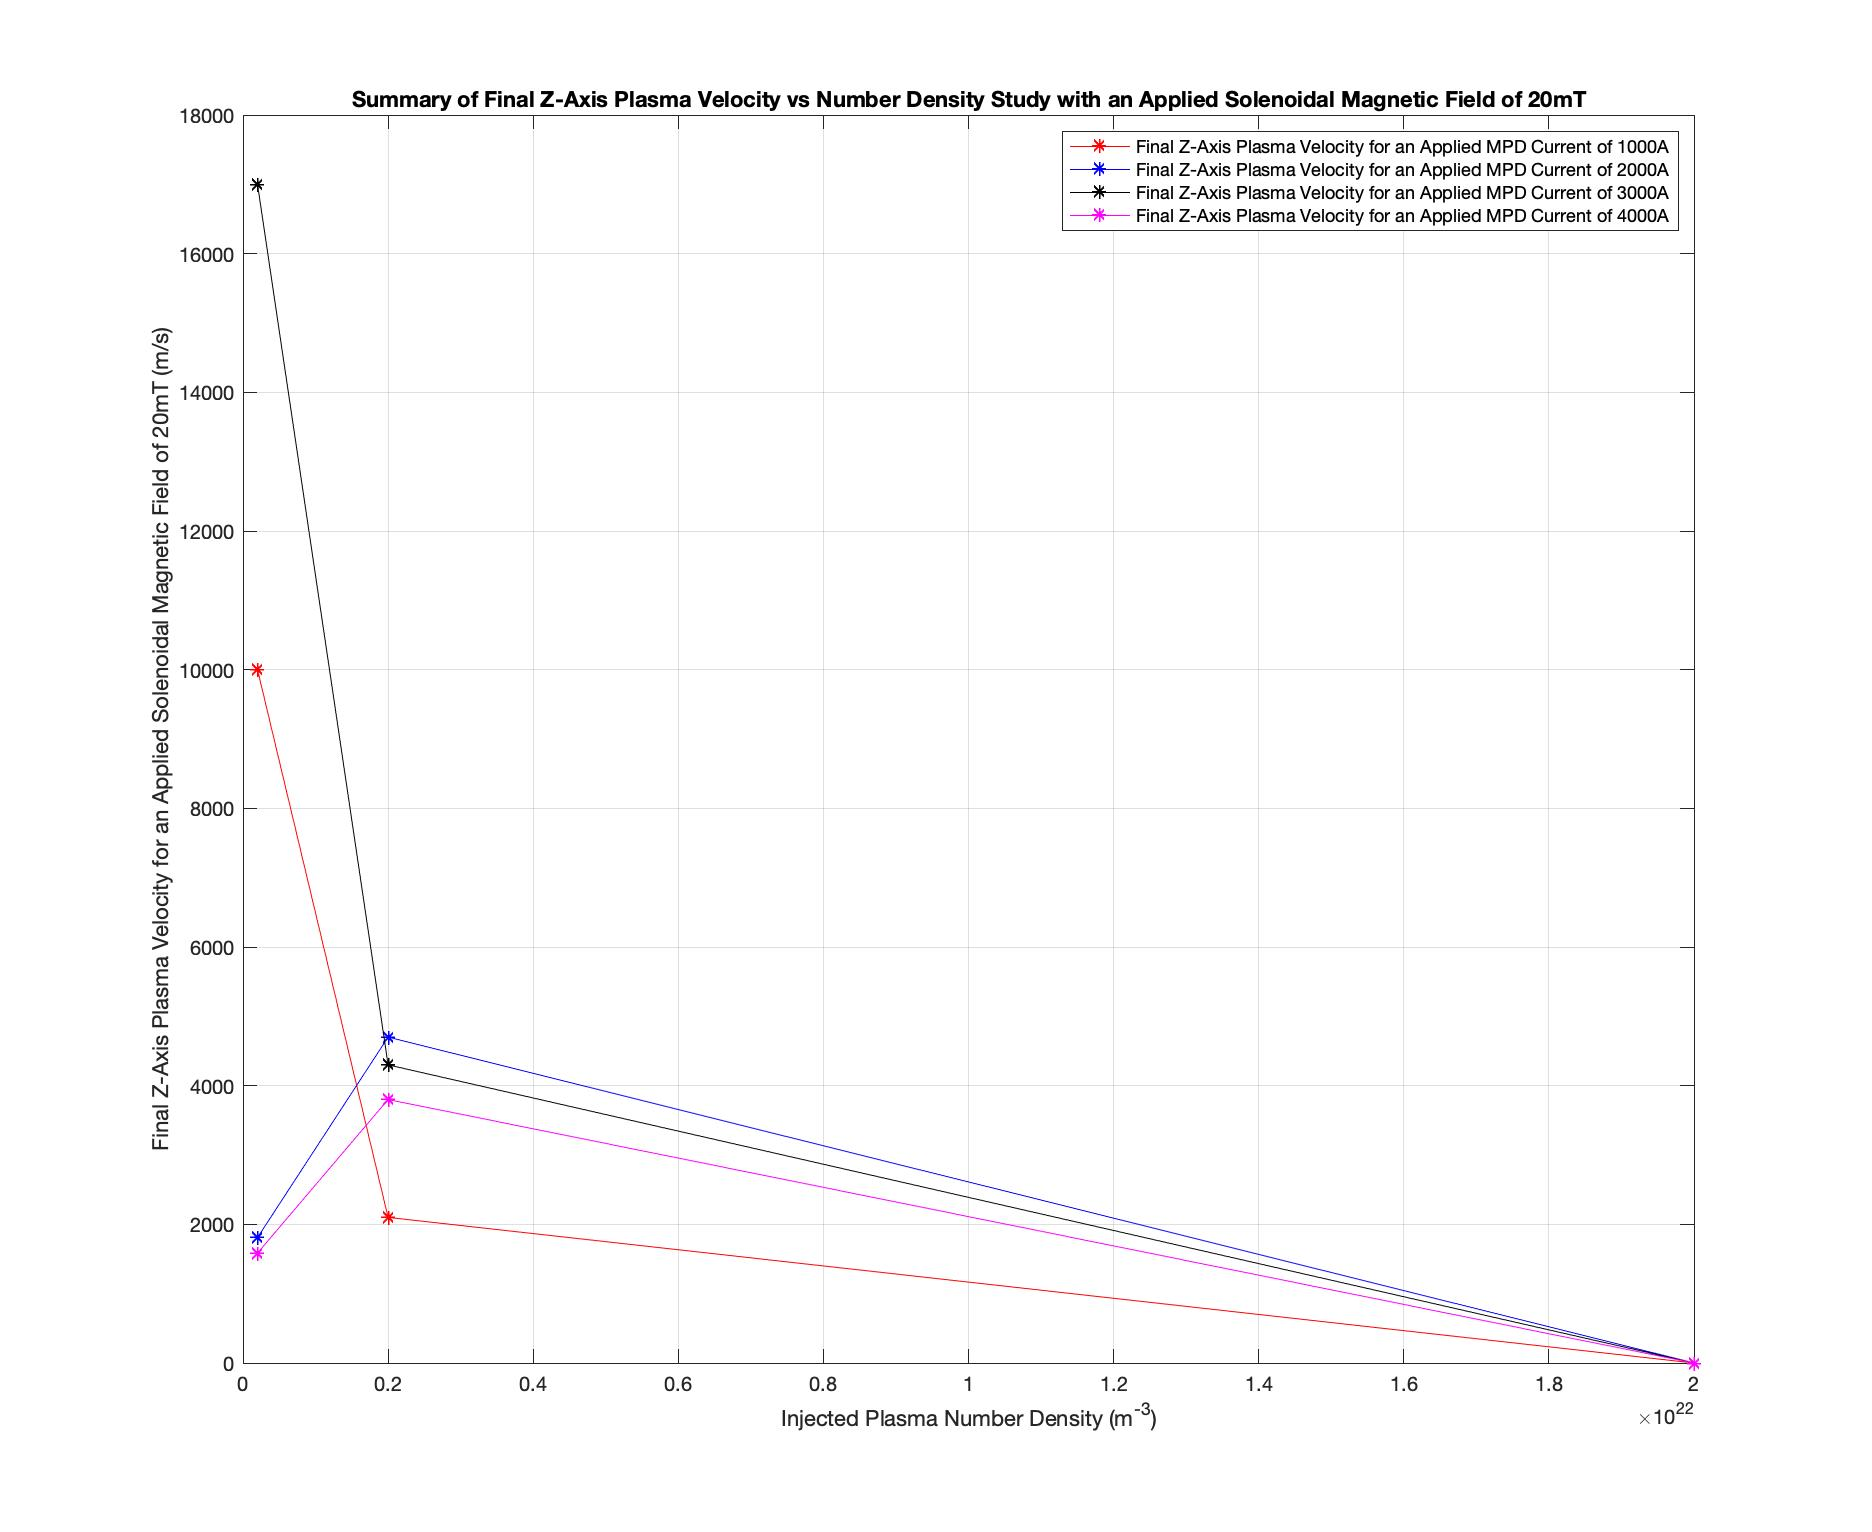 Summary of Final Z-Axis Plasma Velocity vs Number Density Study with an Applied Solenoidal Magnetic Field of 20mT
Final Z-Axis Plasma Velocity for an Applied MPD Current of 1000A
Final Z-Axis Plasma Velocity for an Applied MPD Current of 2000A
Final Z-Axis Plasma Velocity for an Applied MPD Current of 3000A
Final Z-Axis Plasma Velocity for an Applied MPD Current of 4000A
Final Z-Axis Plasma Velocity for an Applied Solenoidal Magnetic Field of 20mT (m/s)
18000
16000
14000
12000
10000
8000
6000
4000
2000
0
0 0.2 0.4 0.6 0.8 1 1.2 1.4 1.6 1.8 2
×10^22
Injected Plasma Number Density (m^-3)